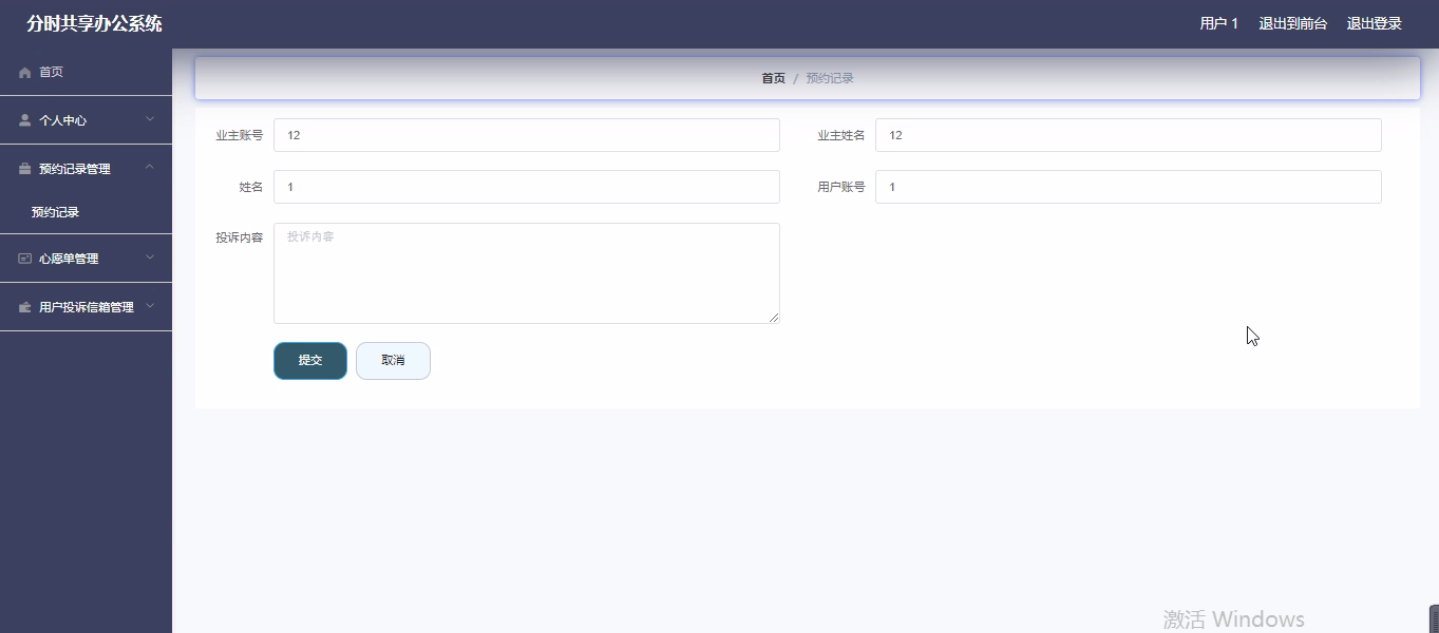 分时共享办公系统
用户 1 退出到前台 退出登录
首页
个人中心
预约记录管理
预约记录
心愿单管理
用户投诉信箱管理
首页 / 预约记录
业主账号 12 业主姓名 12
姓名 1 用户账号 1
投诉内容 投诉内容
提交 取消
激活 Windows